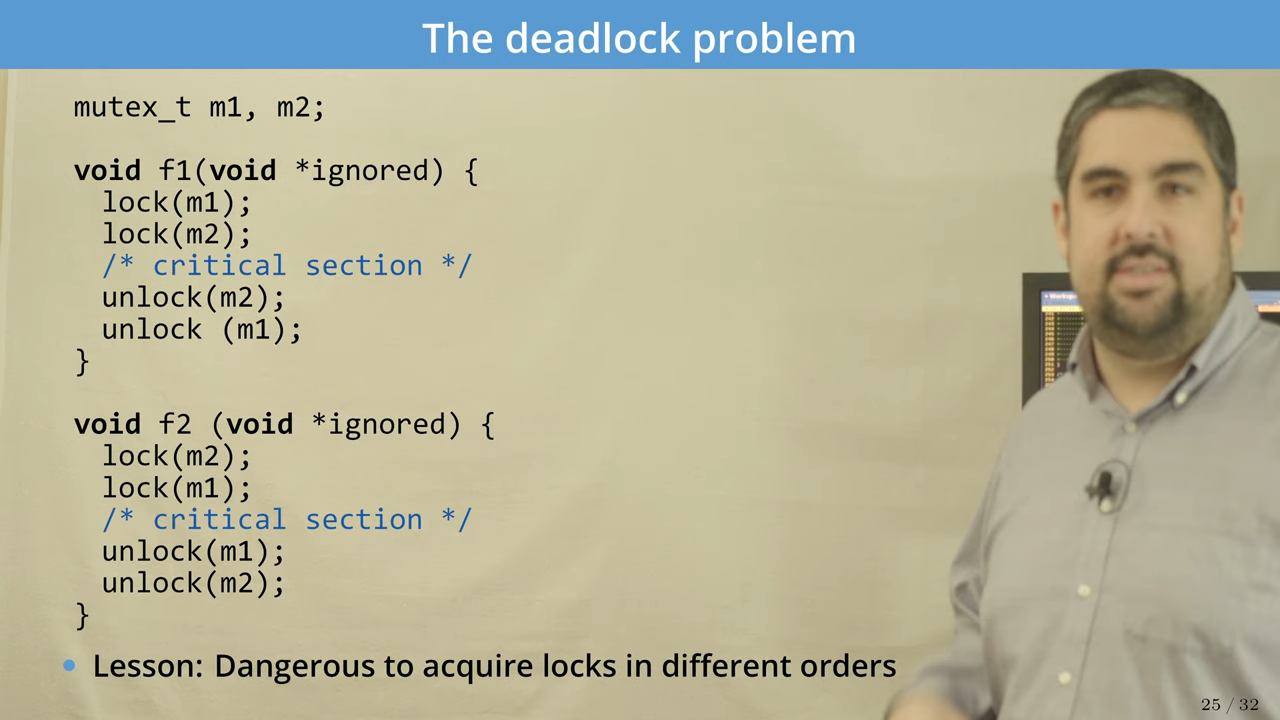 The deadlock problem
mutex_t m1, m2;
void f1(void *ignored) {
lock(m1);
lock(m2);
/* critical section */
unlock(m2);
unlock (m1);
}
void f2 (void *ignored) {
lock(m2);
lock(m1);
/* critical section */
unlock(m1);
unlock(m2);
}
• Lesson: Dangerous to acquire locks in different orders
25 / 32